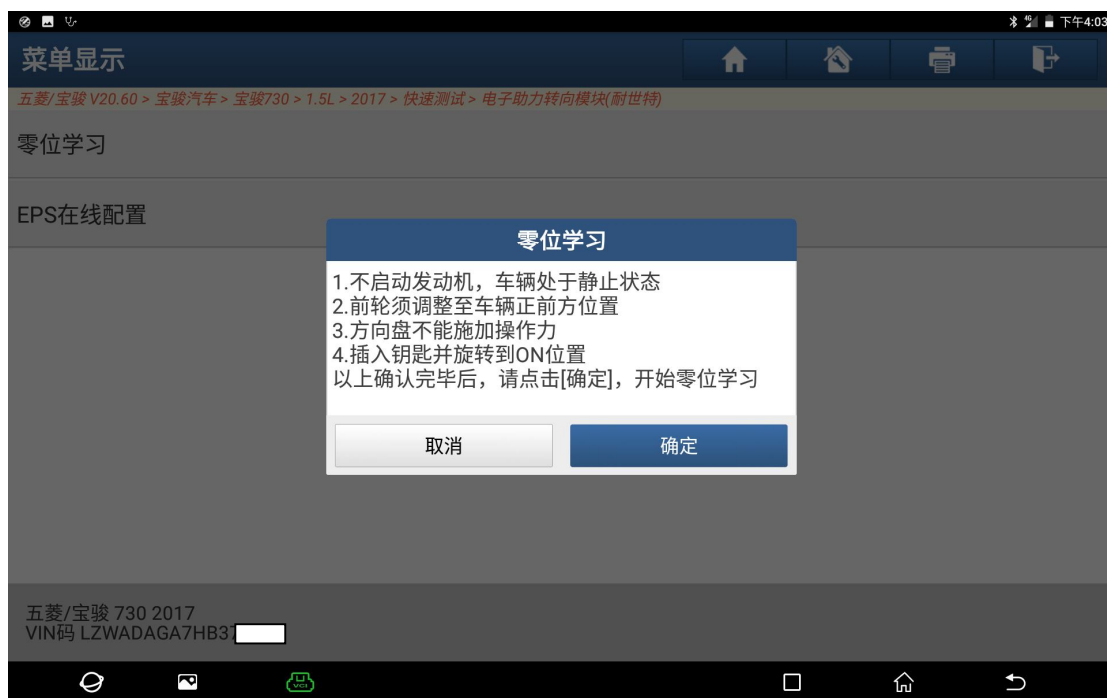 4G
下午4:03
菜单显示
五菱/宝骏 V20.60 > 宝骏汽车 > 宝骏730 > 1.5L > 2017 > 快速测试 > 电子助力转向模块(耐世特)
零位学习
EPS在线配置
零位学习
1.不启动发动机，车辆处于静止状态
2.前轮须调整至车辆正前方位置
3.方向盘不能施加操作力
4.插入钥匙并旋转到ON位置
以上确认完毕后，请点击[确定]，开始零位学习
取消
确定
五菱/宝骏 730 2017
VIN码 LZWADAGA7HB3
VCI